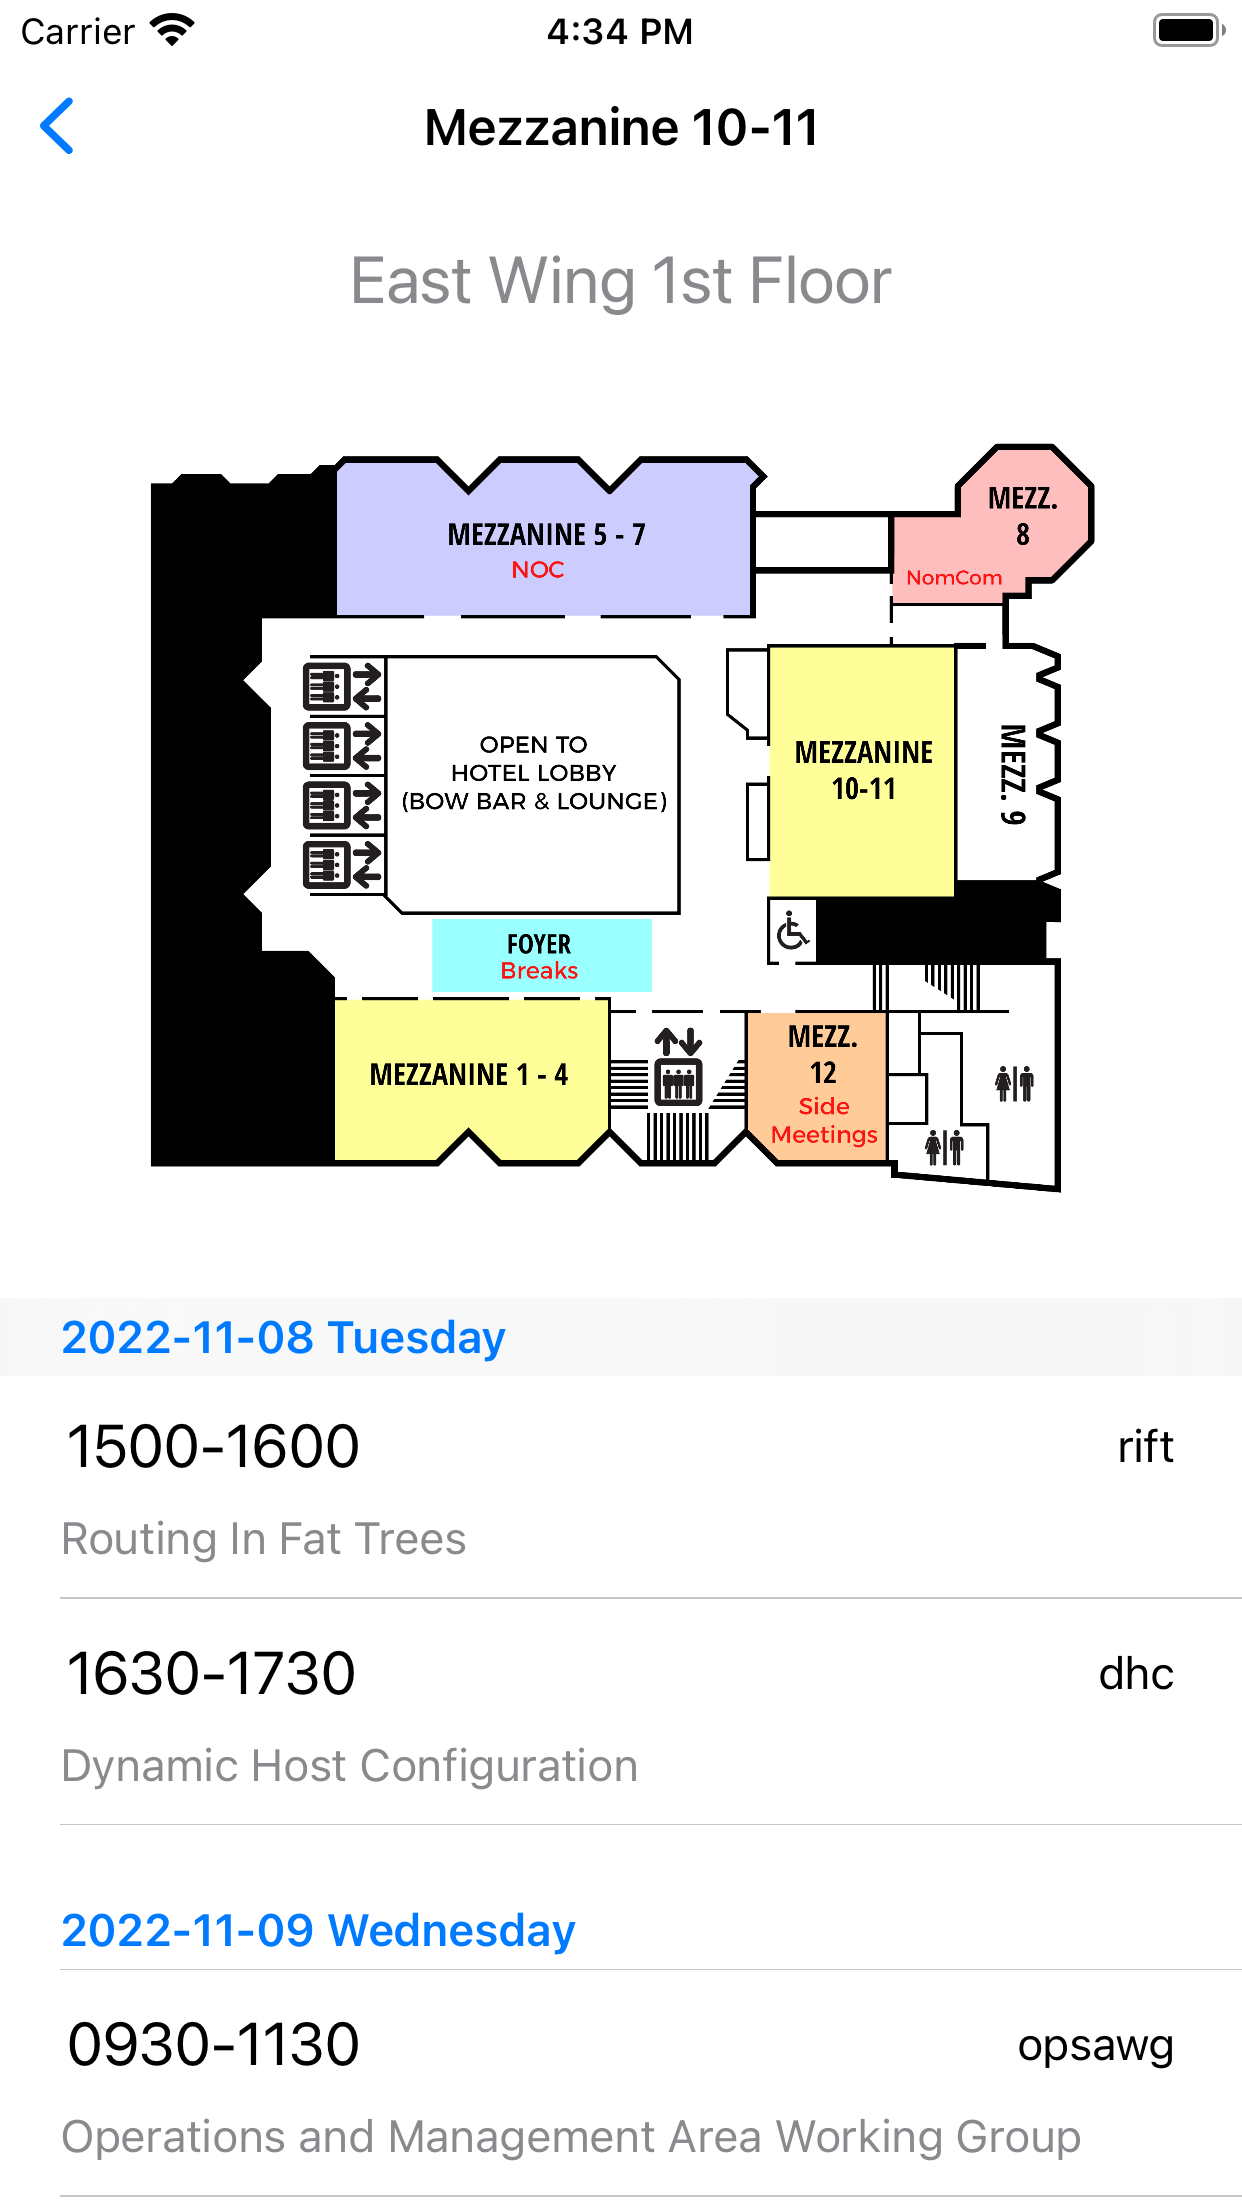 Carrier
4:34 PM
Mezzanine 10-11
East Wing 1st Floor
MEZZANINE 5 - 7
NOC
MEZZ.
8
NomCom
OPEN TO
HOTEL LOBBY
(BOW BAR & LOUNGE)
MEZZANINE
10-11
MEZZ. 9
FOYER
Breaks
MEZZANINE 1 - 4
MEZZ.
12
Side
Meetings
2022-11-08 Tuesday
1500-1600
rift
Routing In Fat Trees
1630-1730
dhc
Dynamic Host Configuration
2022-11-09 Wednesday
0930-1130
opsawg
Operations and Management Area Working Group